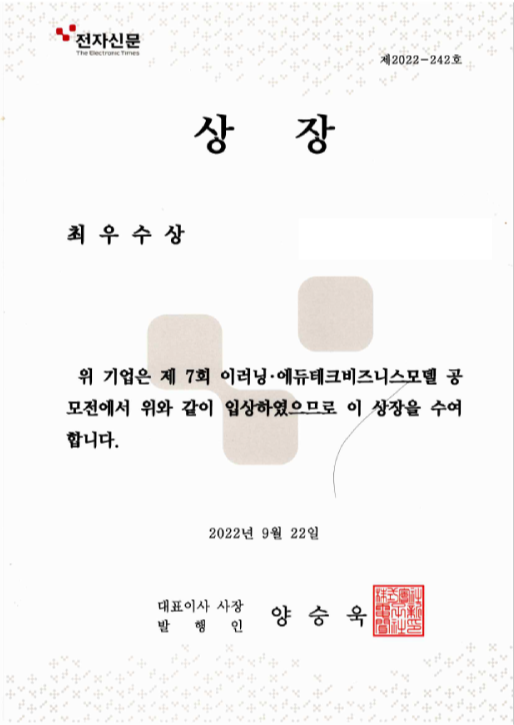 전자신문
The Electronic Times
제2022-242호
상 장
최우수상
위 기업은 제 7회 이러닝·에듀테크비즈니스모델 공
모전에서 위와 같이 입상하였으므로 이 상장을 수여
합니다.
2022년 9월 22일
대표이사 사장
발 행 인 양 승 욱